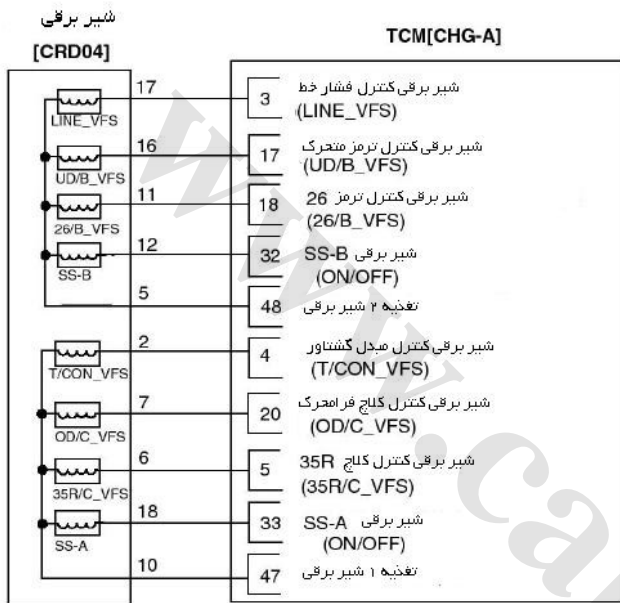 شیر برقی
[CRD04]
TCM[CHG-A]
LINE_VFS
17
3
شیر برقی کنترل فشار خط
(LINE_VFS)
UD/B_VFS
16
17
شیر برقی کنترل ترمز متحرک
(UD/B_VFS)
26/B_VFS
11
18
شیر برقی کنترل ترمز 26
(26/B_VFS)
SS-B
12
32
شیر برقی SS-B
(ON/OFF)
5
48
تغذیه ۲ شیر برقی
T/CON_VFS
2
4
شیر برقی کنترل مبدل گشتاور
(T/CON_VFS)
OD/C_VFS
7
20
شیر برقی کنترل کلاچ فرامحرک
(OD/C_VFS)
35R/C_VFS
6
5
شیر برقی کنترل کلاچ 35R
(35R/C_VFS)
SS-A
18
33
شیر برقی SS-A
(ON/OFF)
10
47
تغذیه ۱ شیر برقی
www.ca